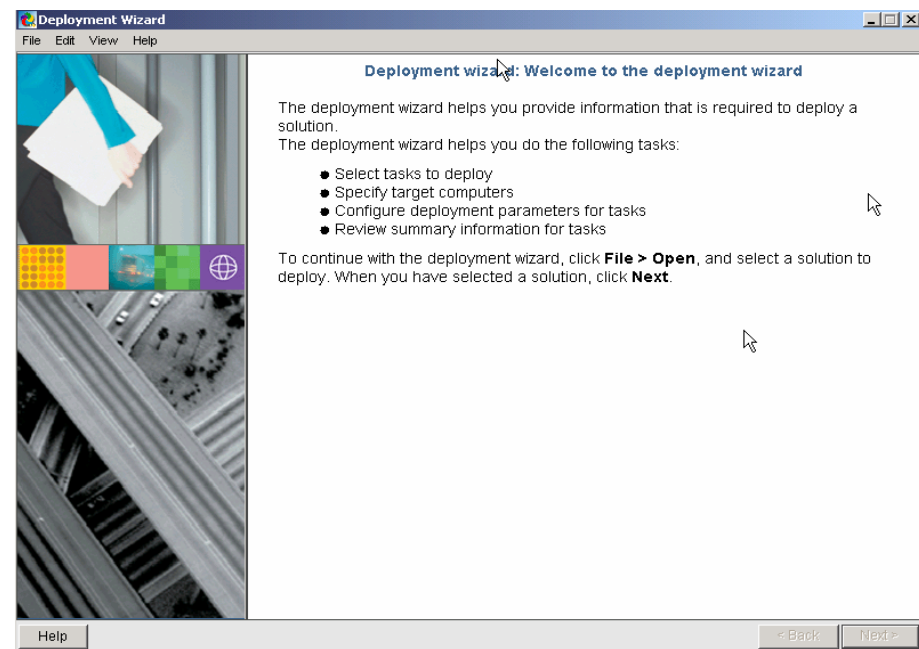 Deployment Wizard
File Edit View Help
Deployment wizard: Welcome to the deployment wizard
The deployment wizard helps you provide information that is required to deploy a
solution.
The deployment wizard helps you do the following tasks:
● Select tasks to deploy
● Specify target computers
● Configure deployment parameters for tasks
● Review summary information for tasks
To continue with the deployment wizard, click File > Open, and select a solution to
deploy. When you have selected a solution, click Next.
Help < Back Next >